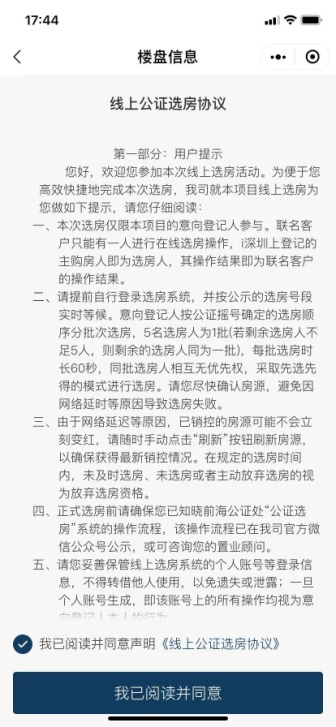 17:44
楼盘信息
线上公证选房协议
第一部分：用户提示
您好，欢迎您参加本次线上选房活动。为便于您
高效快捷地完成本次选房，我司就本项目线上选房为
您做如下提示，请您仔细阅读：
一、本次选房仅限本项目的意向登记人参与。联名客
户只能有一人进行在线选房操作，i深圳上登记的
主购房人即为选房人，其操作结果即为联名客户
的操作结果。
二、请提前自行登录选房系统，并按公示的选房号段
实时等候。意向登记人按公证摇号确定的选房顺
序分批次选房，5名选房人为1批(若剩余选房人不
足5人，则剩余的选房人同为一批)，每批选房时
长60秒，同批选房人相互无优先权，采取先选先
得的模式进行选房。请您尽快确认房源，避免因
网络延时等原因导致选房失败。
三、由于网络延迟等原因，已销控的房源可能不会立
刻变红，请随时手动点击“刷新”按钮刷新房源，
以确保获得最新销控情况。在规定的选房时间
内，未及时选房、未选房或者主动放弃选房的视
为放弃选房资格。
四、正式选房前请确保您已知晓前海公证处“公证选
房”系统的操作流程，该操作流程已在我司官方微
信公众号公示，或可咨询您的置业顾问。
五、请您妥善保管线上选房系统的个人账号等登录信
息，不得转借他人使用，以免遗失或泄露；一旦
个人账号生成，即该账号上的所有操作均视为意
向登记人本人的行为
我已阅读并同意声明《线上公证选房协议》
我已阅读并同意